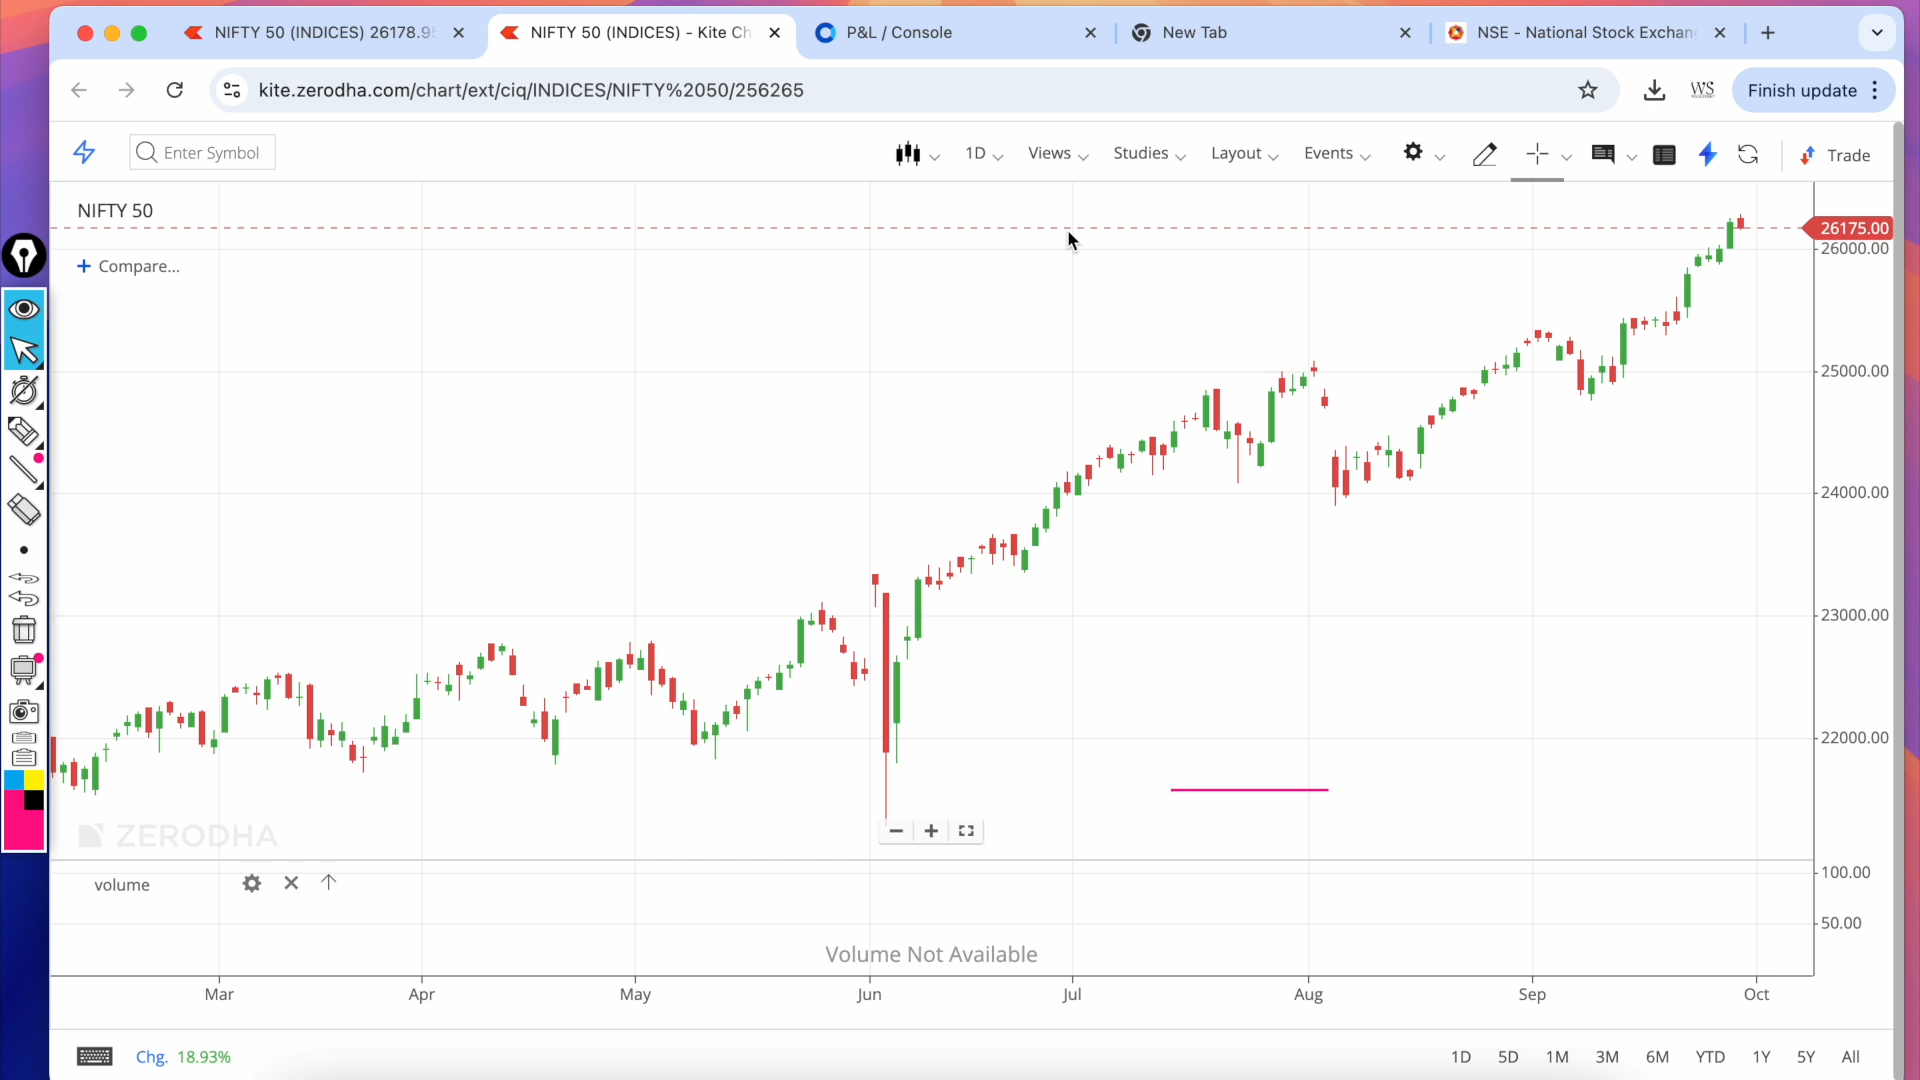 NIFTY 50 (INDICES) 26178.95
NIFTY 50 (INDICES) - Kite Ch
P&L / Console
New Tab
NSE - National Stock Exchan
kite.zerodha.com/chart/ext/ciq/INDICES/NIFTY%2050/256265
WS
Finish update
Enter Symbol
1D
Views
Studies
Layout
Events
Trade
NIFTY 50
26175.00
26000.00
+ Compare...
25000.00
24000.00
23000.00
22000.00
ZERODHA
volume
100.00
50.00
Volume Not Available
Mar
Apr
May
Jun
Jul
Aug
Sep
Oct
Chg. 18.93%
1D
5D
1M
3M
6M
YTD
1Y
5Y
All